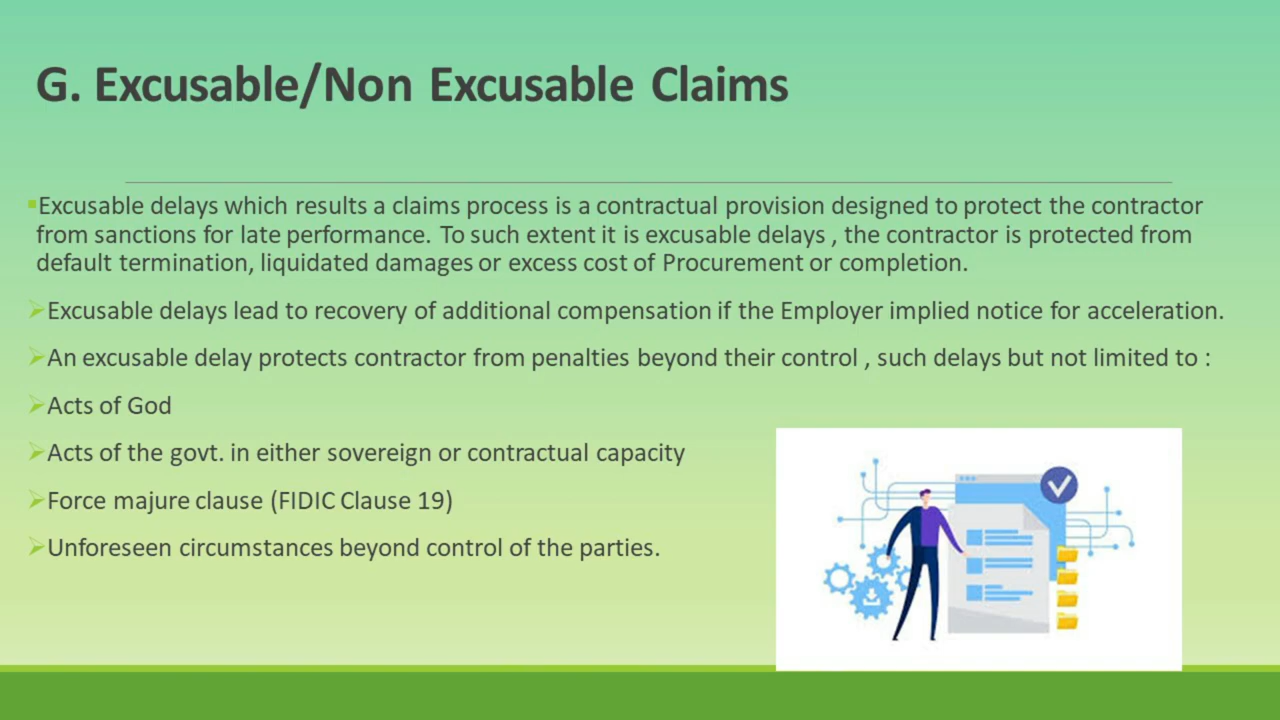 G. Excusable/Non Excusable Claims
Excusable delays which results a claims process is a contractual provision designed to protect the contractor
from sanctions for late performance. To such extent it is excusable delays , the contractor is protected from
default termination, liquidated damages or excess cost of Procurement or completion.
Excusable delays lead to recovery of additional compensation if the Employer implied notice for acceleration.
An excusable delay protects contractor from penalties beyond their control , such delays but not limited to :
Acts of God
Acts of the govt. in either sovereign or contractual capacity
Force majure clause (FIDIC Clause 19)
Unforeseen circumstances beyond control of the parties.